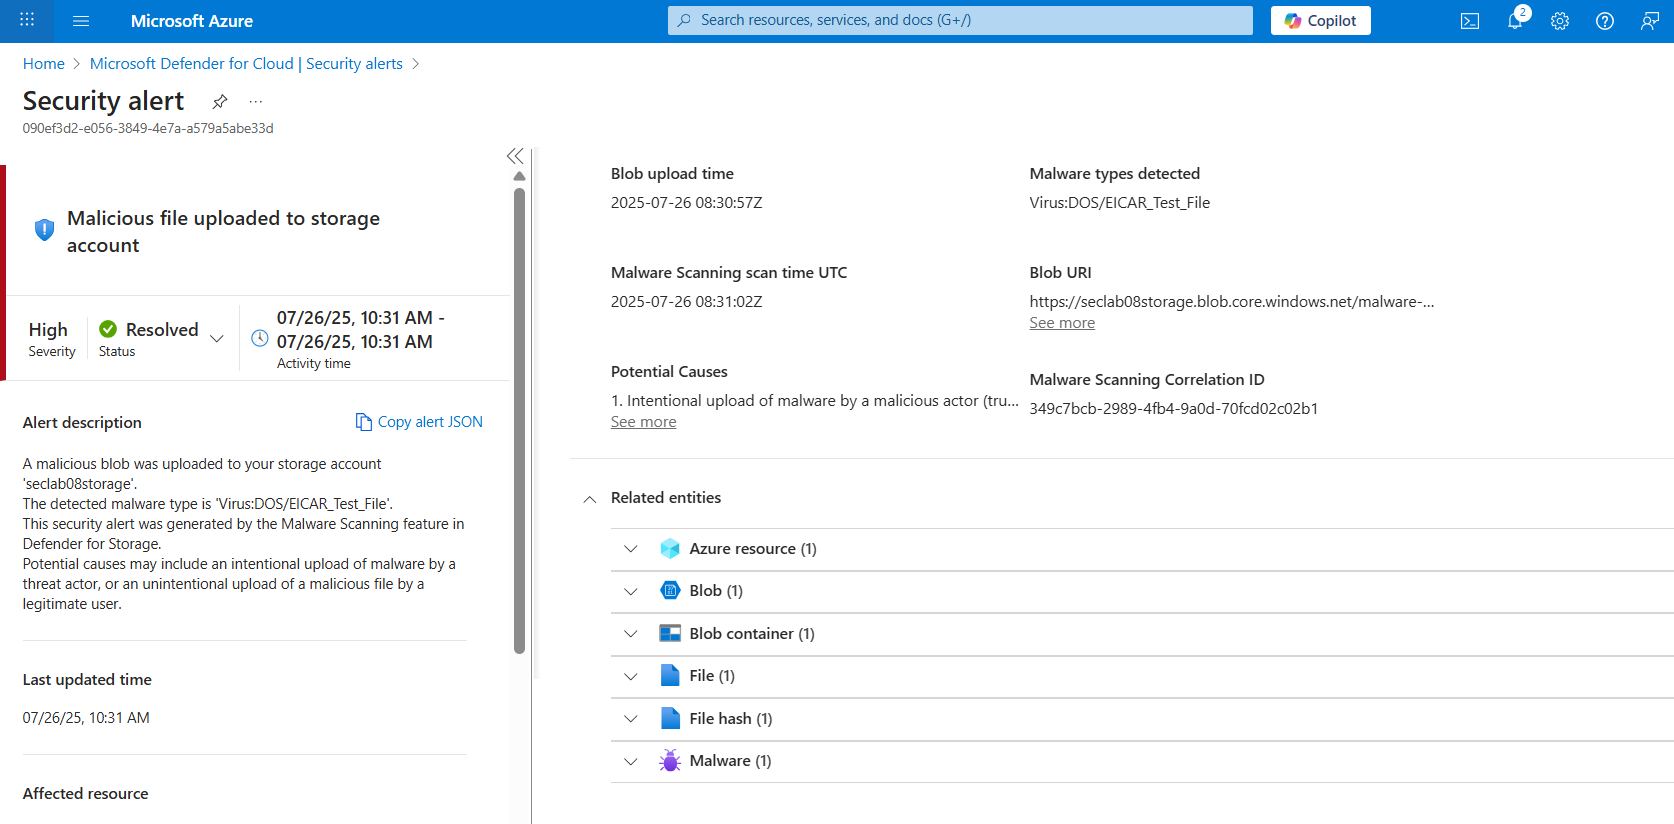 Microsoft Azure
Search resources, services, and docs (G+/)
Copilot
2
Home > Microsoft Defender for Cloud | Security alerts >
Security alert
090ef3d2-e056-3849-4e7a-a579a5abe33d
Malicious file uploaded to storage
account
High
Severity
Resolved
Status
07/26/25, 10:31 AM -
07/26/25, 10:31 AM
Activity time
Alert description
Copy alert JSON
A malicious blob was uploaded to your storage account
'seclab08storage'.
The detected malware type is 'Virus:DOS/EICAR_Test_File'.
This security alert was generated by the Malware Scanning feature in
Defender for Storage.
Potential causes may include an intentional upload of malware by a
threat actor, or an unintentional upload of a malicious file by a
legitimate user.
Last updated time
07/26/25, 10:31 AM
Affected resource
Blob upload time
2025-07-26 08:30:57Z
Malware types detected
Virus:DOS/EICAR_Test_File
Malware Scanning scan time UTC
2025-07-26 08:31:02Z
Blob URI
https://seclab08storage.blob.core.windows.net/malware-...
See more
Potential Causes
1. Intentional upload of malware by a malicious actor (tru...
See more
Malware Scanning Correlation ID
349c7bcb-2989-4fb4-9a0d-70fcd02c02b1
Related entities
Azure resource (1)
Blob (1)
Blob container (1)
File (1)
File hash (1)
Malware (1)